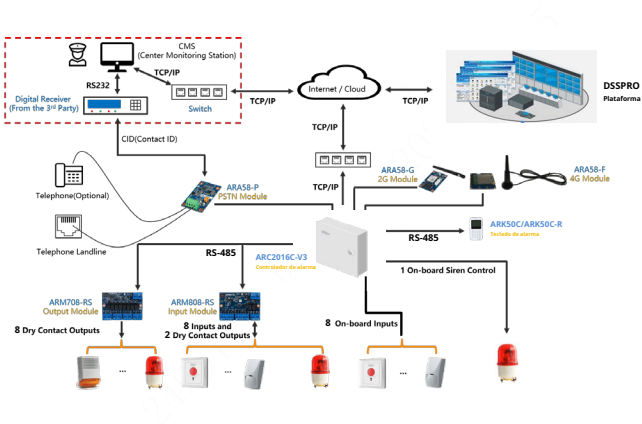 CMS
(Center Monitoring Station)
TCP/IP
RS232
Digital Receiver
(From the 3rd Party)
Switch
TCP/IP
Internet / Cloud
TCP/IP
DSSPRO
Plataforma
CID(Contact ID)
TCP/IP
TCP/IP
Telephone(Optional)
ARA58-P
PSTN Module
ARA58-G
2G Module
ARA58-F
4G Module
Telephone Landline
RS-485
ARC2016C-V3
Controlador de alarma
RS-485
ARK50C/ARK50C-R
Teclado de alarma
1 On-board Siren Control
ARM708-RS
Output Module
ARM808-RS
Input Module
8 Dry Contact Outputs
8 Inputs and
2 Dry Contact Outputs
8 On-board Inputs
...
...
...